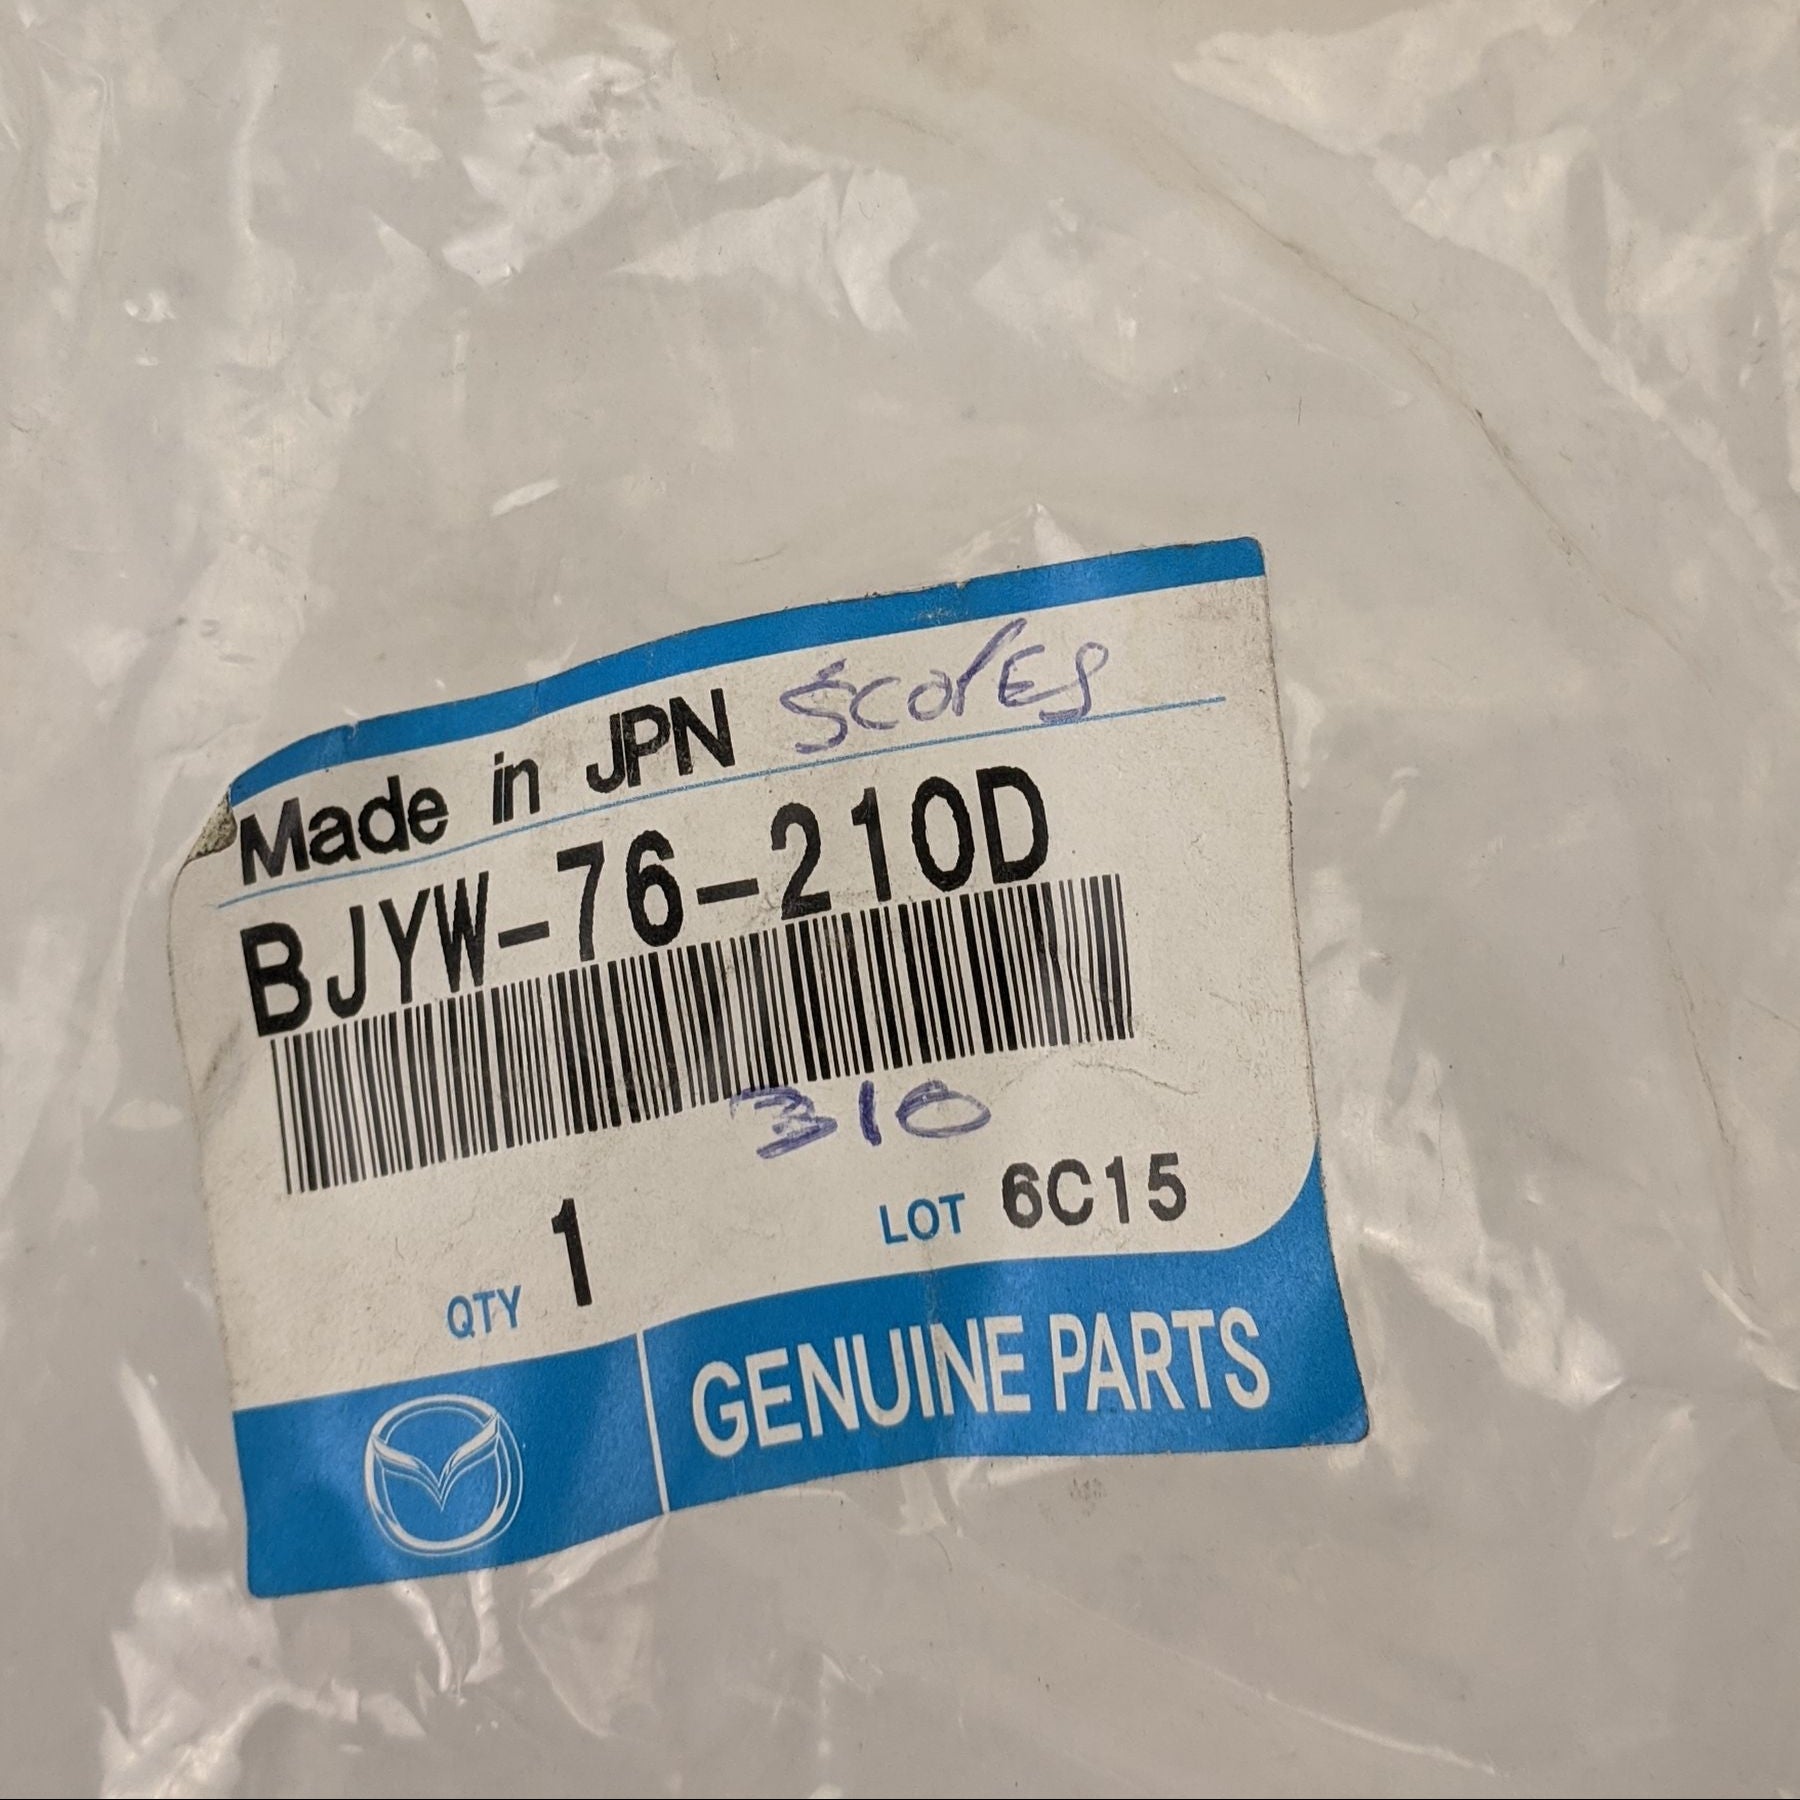 Made in JPN scores
BJYW-76-210D
310
QTY 1 LOT 6C15
GENUINE PARTS